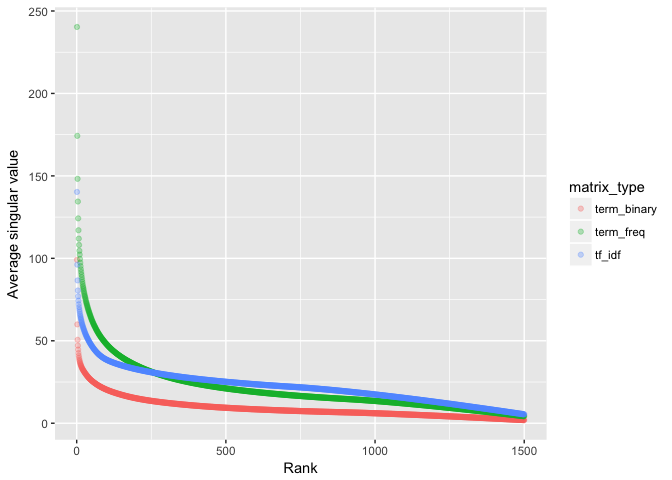 250
200
150
100
50
0
Average singular value
0
500
1000
1500
Rank
matrix_type
term_binary
term_freq
tf_idf